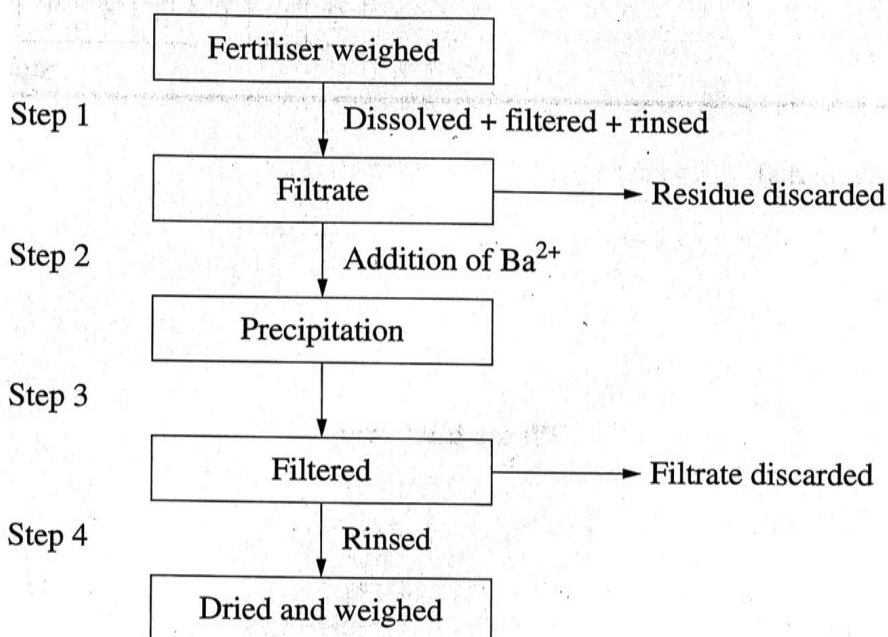 Fertiliser weighed
Step 1
Dissolved + filtered + rinsed
Filtrate
Residue discarded
Step 2
Addition of Ba²⁺
Precipitation
Step 3
Filtered
Filtrate discarded
Step 4
Rinsed
Dried and weighed